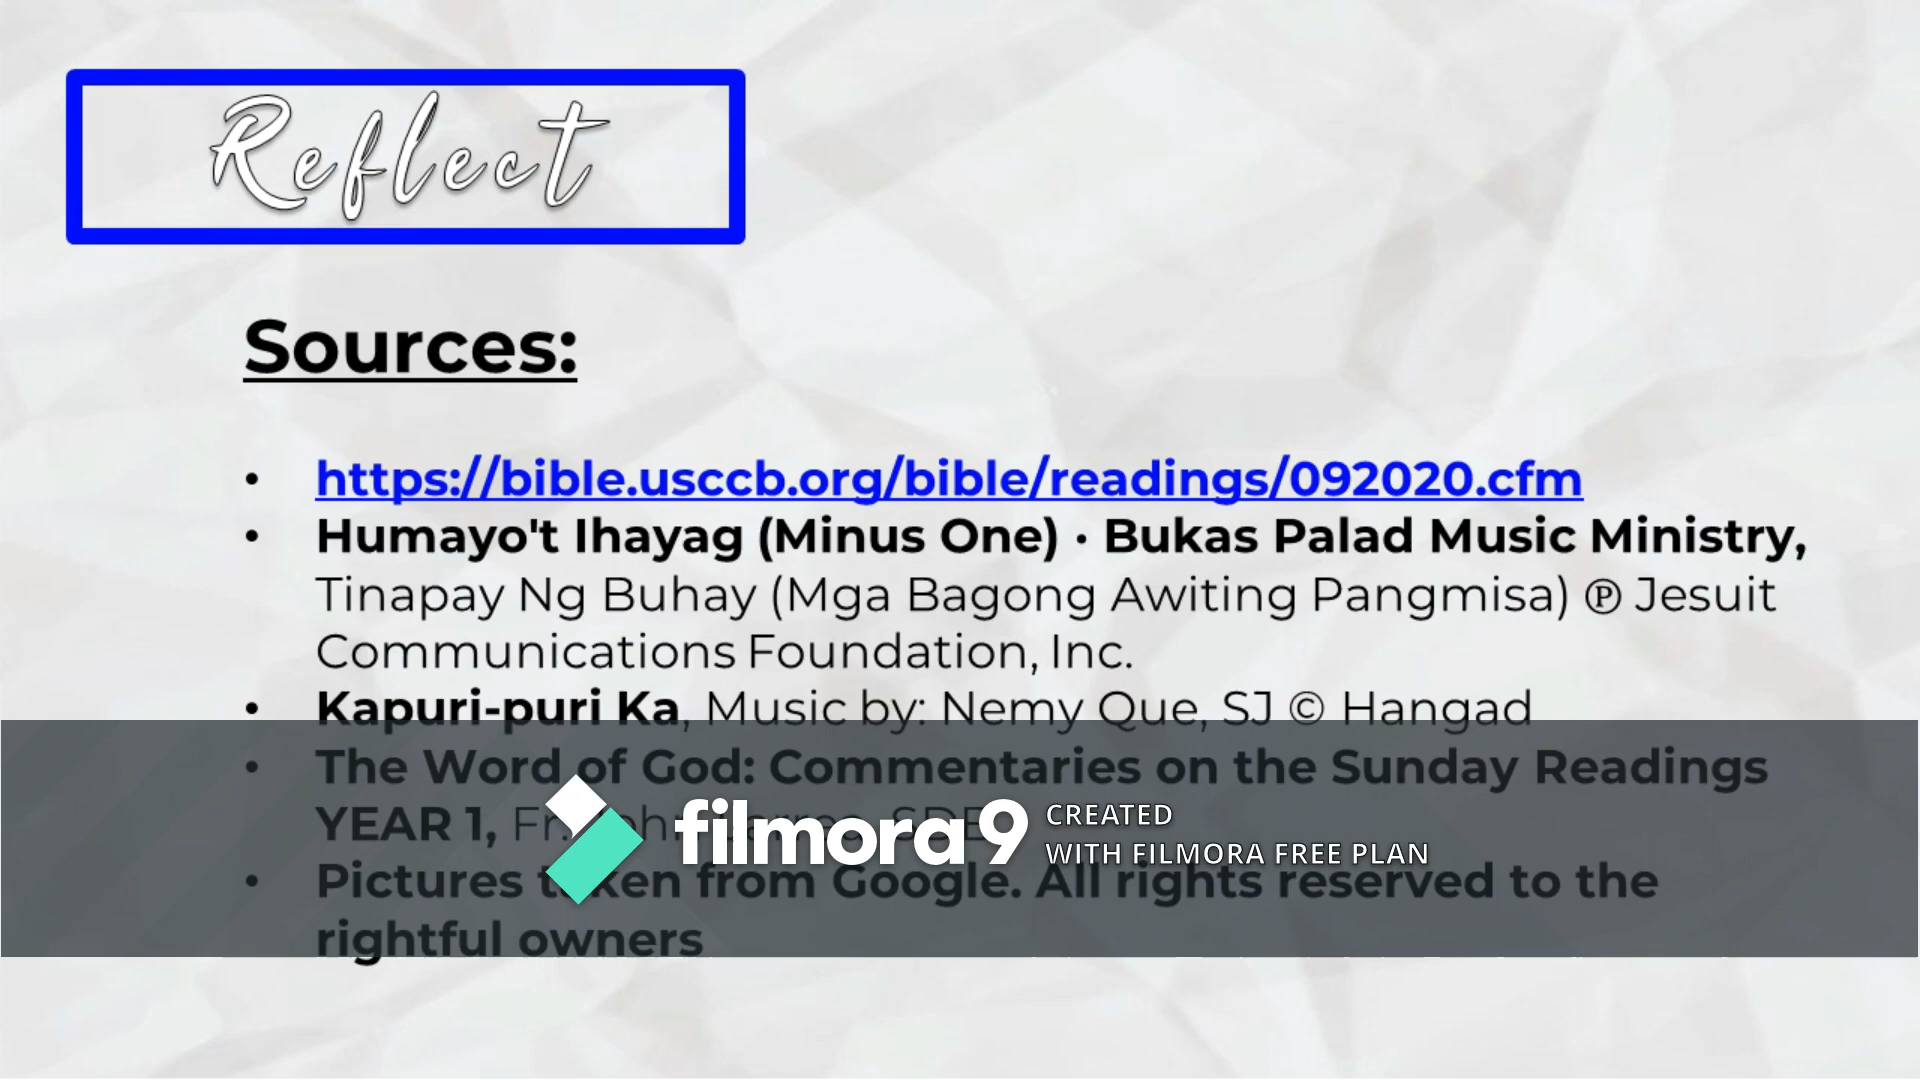 Reflect
Sources:
• https://bible.usccb.org/bible/readings/092020.cfm
• Humayo't Ihayag (Minus One) · Bukas Palad Music Ministry,
Tinapay Ng Buhay (Mga Bagong Awiting Pangmisa) ℗ Jesuit
Communications Foundation, Inc.
• Kapuri-puri Ka, Music by: Nemy Que, SJ © Hangad
• The Word of God: Commentaries on the Sunday Readings
YEAR 1, Fr.
filmora9
CREATED
WITH FILMORA FREE PLAN
• Pictures taken from Google. All rights reserved to the
rightful owners